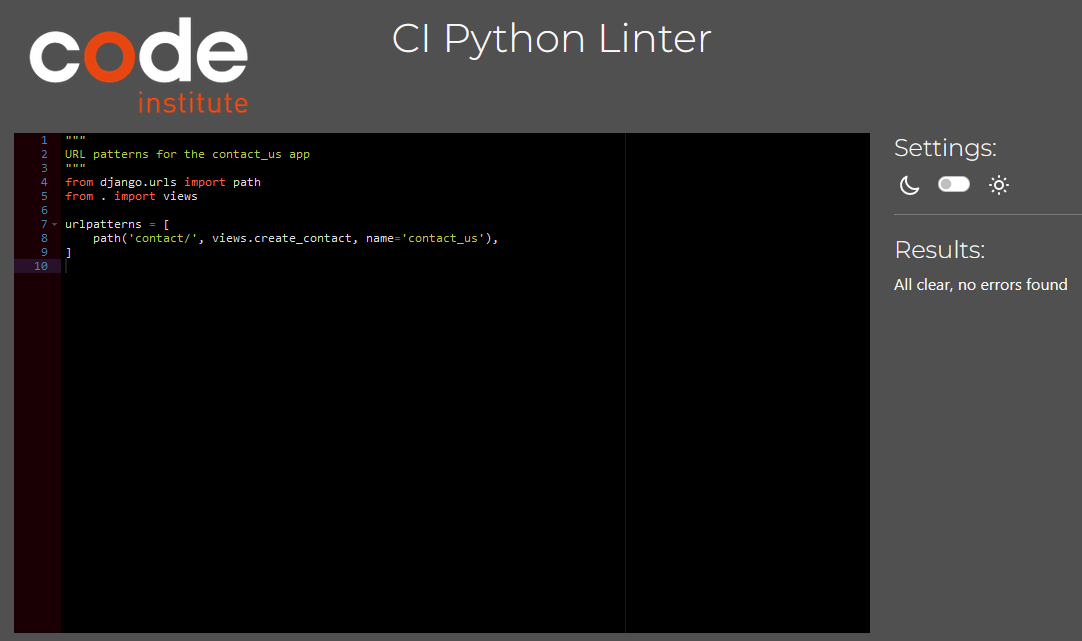 code
institute
CI Python Linter
1 """
2 URL patterns for the contact_us app
3 """
4 from django.urls import path
5 from . import views
6
7 urlpatterns = [
8     path('contact/', views.create_contact, name='contact_us'),
9 ]
10
Settings:
Results:
All clear, no errors found